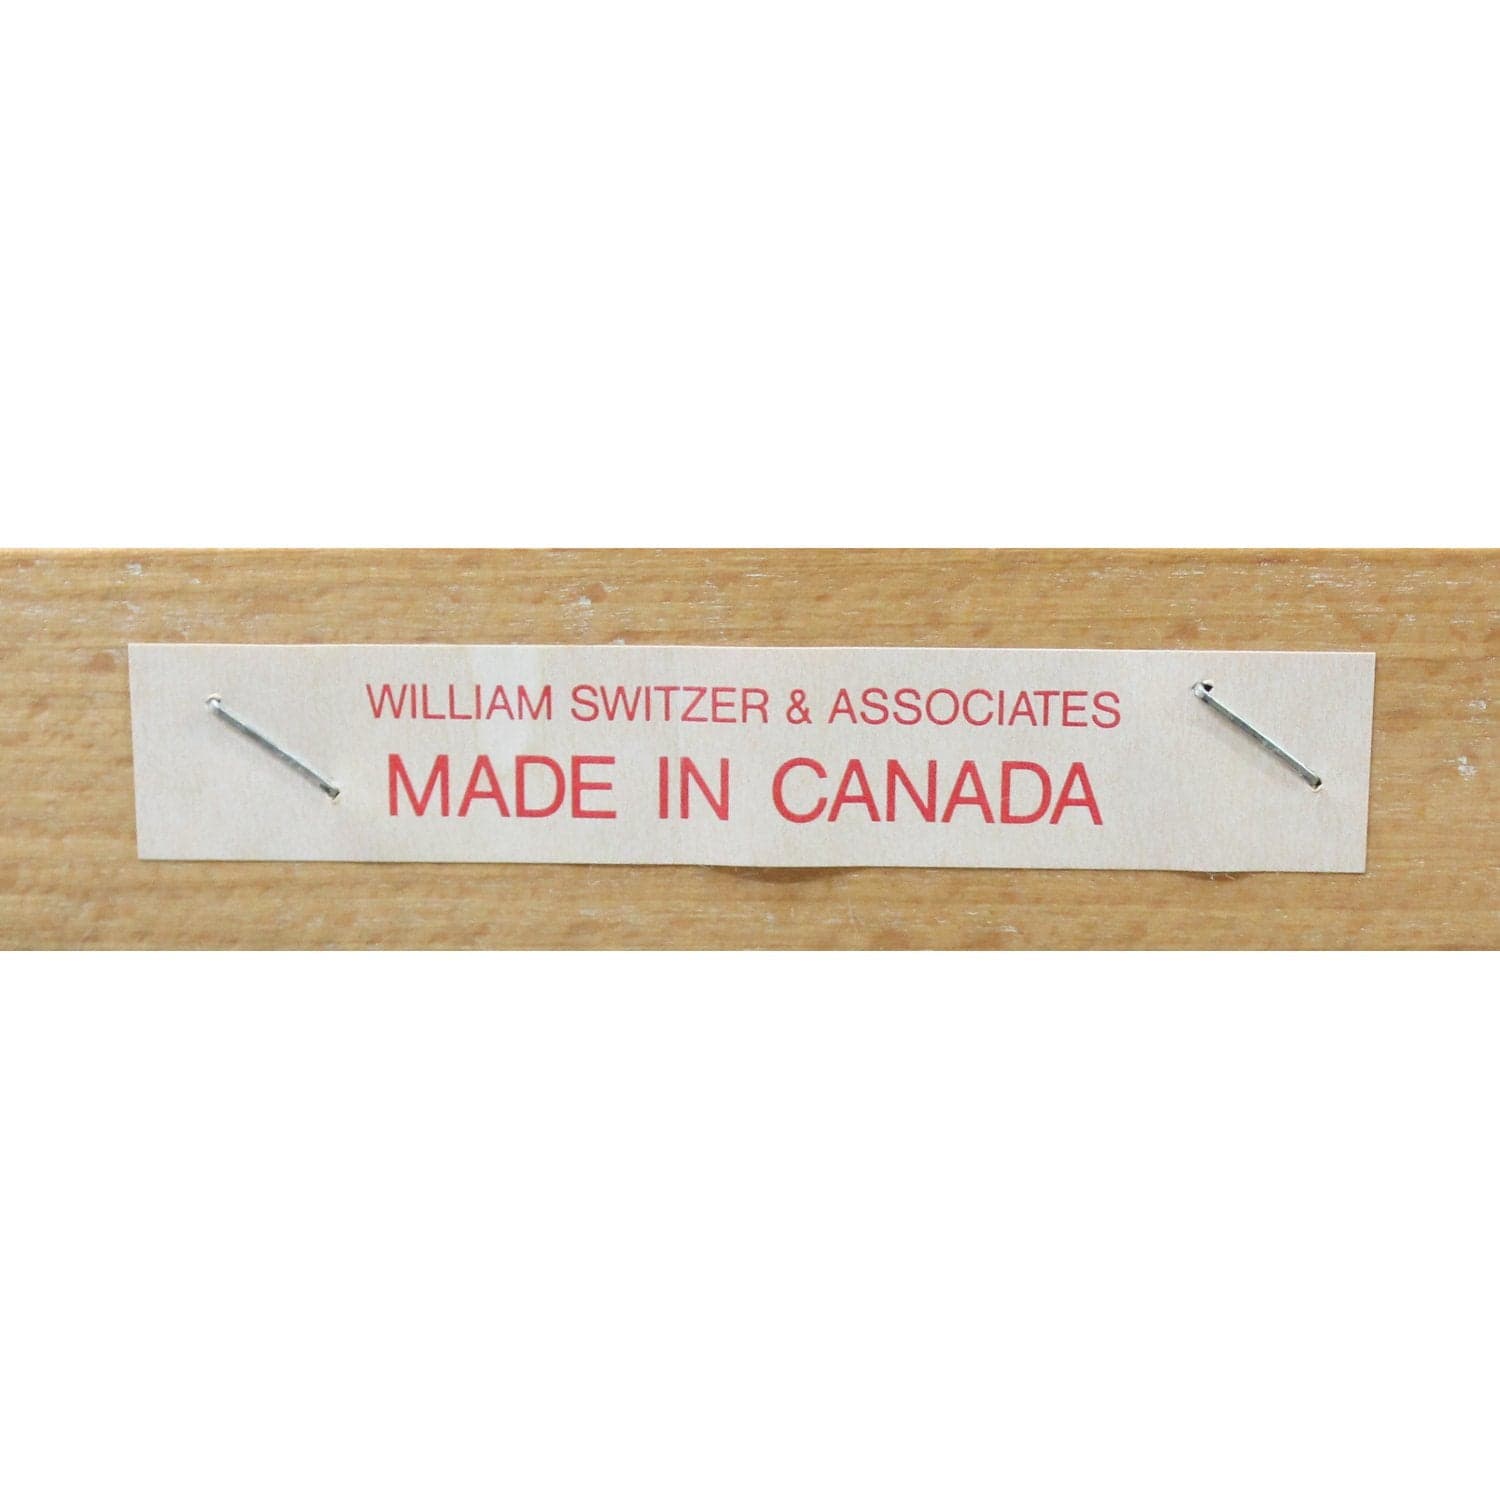 WILLIAM SWITZER & ASSOCIATES
MADE IN CANADA